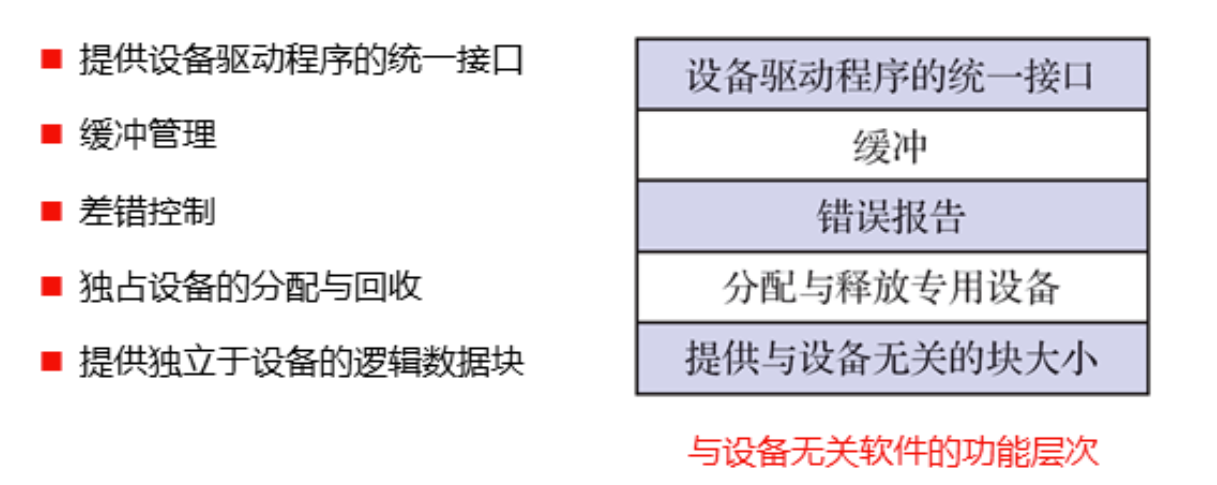 提供设备驱动程序的统一接口
缓冲管理
差错控制
独占设备的分配与回收
提供独立于设备的逻辑数据块
设备驱动程序的统一接口
缓冲
错误报告
分配与释放专用设备
提供与设备无关的块大小
与设备无关软件的功能层次